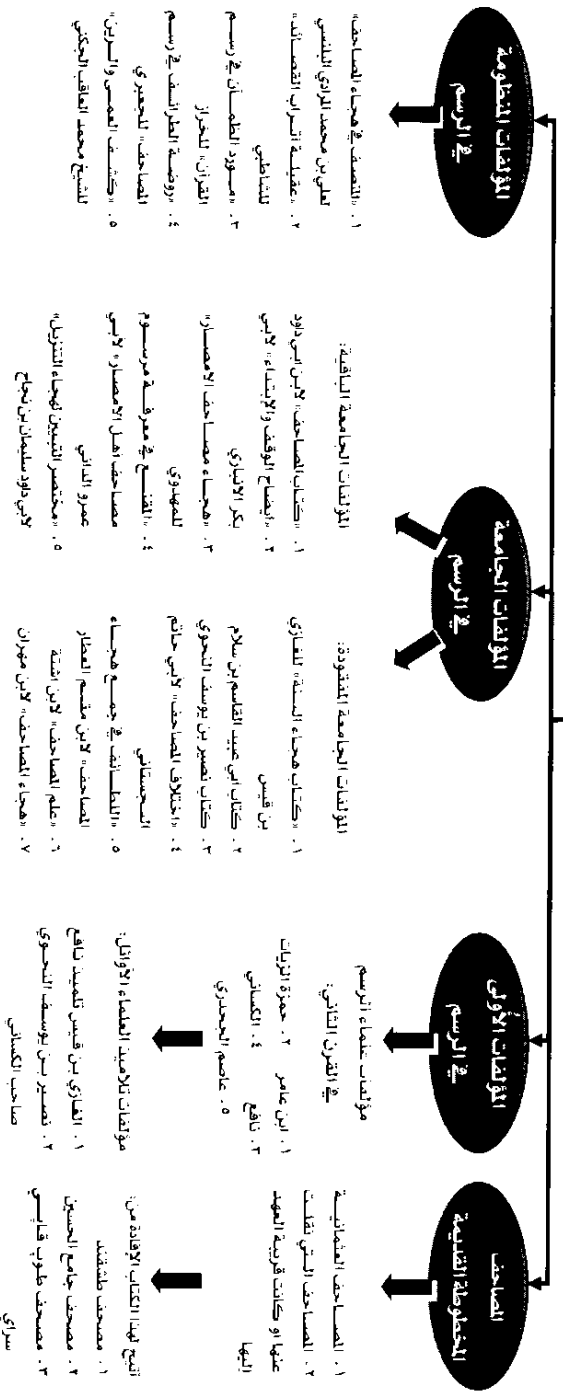 المصاحف
المخطوطة القديمة
١. المصاحف العثمانية
٢. المصاحف التي نقلت
عنها أو كانت قريبة العهد
إليها
أتيح لهذا الكتاب الإفادة من:
١. مصحف طشقند
٢. مصحف جامع الحسين
٣. مصحف طوب قابي
سراي
المؤلفات الأولى
في الرسم
مؤلفات علماء الرسم
في القرن الثاني:
١. ابن عامر ٢. حمزة الزيات
٣. نافع ٤. الكسائي
٥. عاصم الجحدري
مؤلفات تلاميذ العلماء الأوائل:
١. الغازي بن قيس تلميذ نافع
٢. نصير بن يوسف النحوي
صاحب الكسائي
المؤلفات الجامعة
في الرسم
المؤلفات الجامعة المفقودة:
١. «كتاب هجاء السنة» للغازي
بن قيس
٢. كتاب أبي عبيد القاسم بن سلام
٣. كتاب نصير بن يوسف النحوي
٤. «اختلاف المصاحف» لأبي حاتم
السجستاني
٥. «اللطائف في جمع هجاء
المصاحف» لابن مقسم العطار
٦. «علم المصاحف» لابن اشتة
٧. «هجاء المصاحف» لابن مهران
المؤلفات الجامعة الباقية:
١. «كتاب المصاحف» لابن أبي داود
٢. «إيضاح الوقف والابتداء» لأبي
بكر الأنباري
٣. «هجاء مصاحف الأمصار»
للمهدوي
٤. «المقنع في معرفة مرسوم
مصاحف أهل الأمصار» لأبي
عمرو الداني
٥. «مختصر التبيين لهجاء التنزيل»
لأبي داود سليمان بن نجاح
المؤلفات المنظومة
في الرسم
١. «المنصف في هجاء المصاحف»
لعلي بن محمد المرادي البلنسي
٢. «عقيلة أتراب القصائد»
للشاطبي
٣. «مورد الظمآن في رسم
القرآن» للخراز
٤. «روضة الطرائف في رسم
المصاحف» للجعبري
٥. «كشف العمى والرين»
للشيخ محمد العاقب الجكني